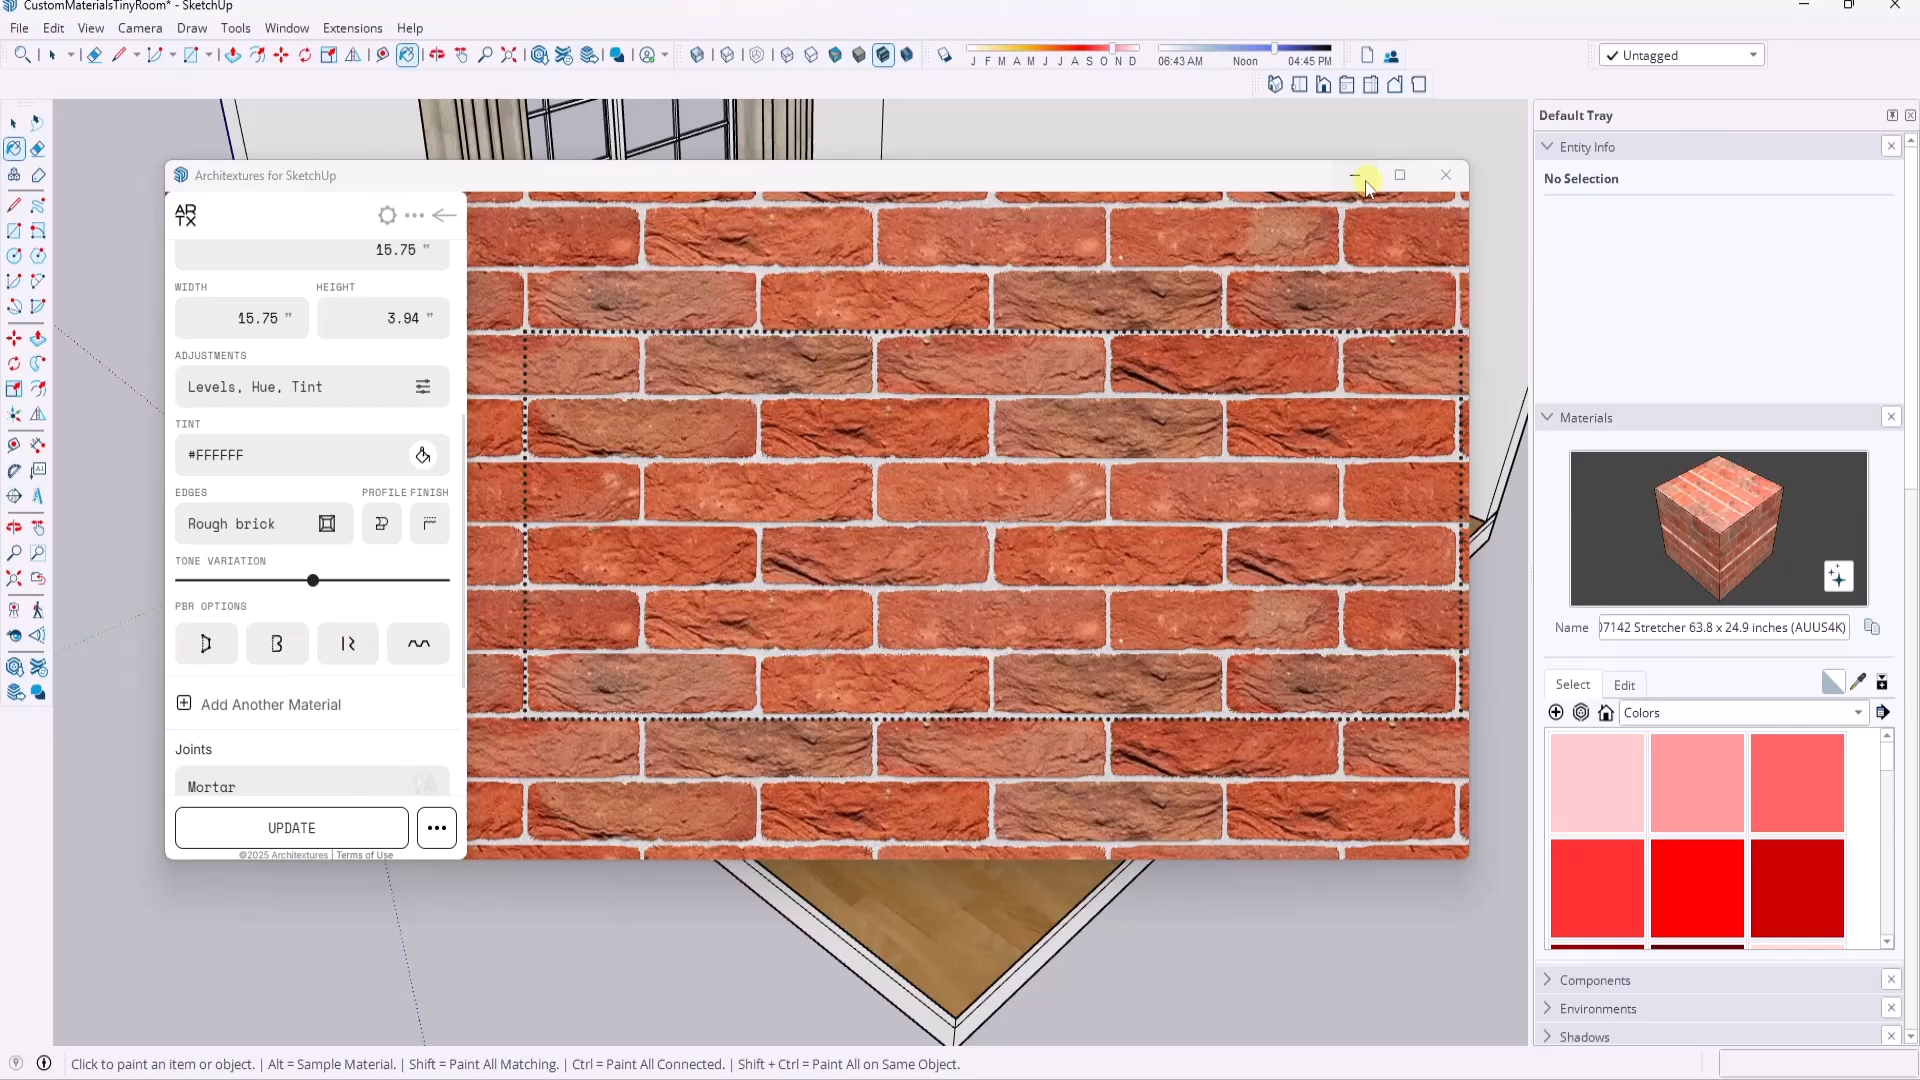 CustomMaterialsTinyRoom* - SketchUp
File Edit View Camera Draw Tools Window Extensions Help
J F M A M J J A S O N D
06:43 AM Noon 04:45 PM
Untagged
Default Tray
Entity Info
No Selection
Architextures for SketchUp
AR
TX
15.75 "
WIDTH HEIGHT
15.75 " 3.94 "
ADJUSTMENTS
Levels, Hue, Tint
TINT
#FFFFFF
EDGES PROFILE FINISH
Rough brick
TONE VARIATION
PBR OPTIONS
Add Another Material
Joints
Mortar
UPDATE
©2025 Architextures | Terms of Use
Materials
Name 07142 Stretcher 63.8 x 24.9 inches (AUUS4K)
Select Edit
Colors
Components
Environments
Shadows
Click to paint an item or object. | Alt = Sample Material. | Shift = Paint All Matching. | Ctrl = Paint All Connected. | Shift + Ctrl = Paint All on Same Object.